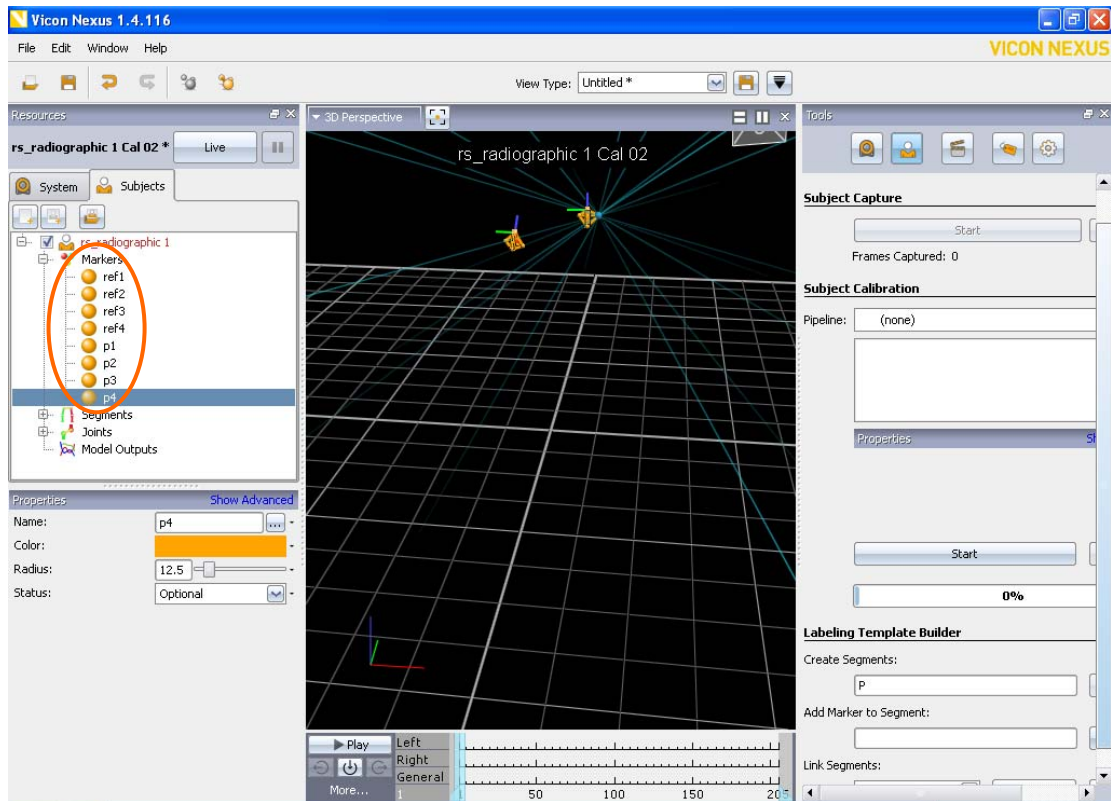 Vicon Nexus 1.4.116
File Edit Window Help
VICON NEXUS
View Type: Untitled *
Resources
rs_radiographic 1 Cal 02 * Live
System Subjects
rs_radiographic 1
Markers
ref1
ref2
ref3
ref4
p1
p2
p3
p4
Segments
Joints
Model Outputs
Properties Show Advanced
Name: p4 ...
Color:
Radius: 12.5
Status: Optional
3D Perspective
rs_radiographic 1 Cal 02
Play
More...
Left
Right
General
1
1 50 100 150 205
Tools
Subject Capture
Start
Frames Captured: 0
Subject Calibration
Pipeline: (none)
Properties
Start
0%
Labeling Template Builder
Create Segments:
P
Add Marker to Segment:
Link Segments: